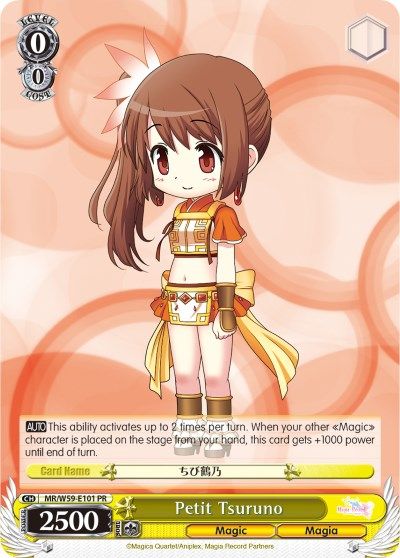 LEVEL
0
0
COST
AUTO This ability activates up to 2 times per turn. When your other ≪Magic≫
character is placed on the stage from your hand, this card gets +1000 power
until end of turn.
Card Name ちび鶴乃
CH MR/W59-E101 PR
2500 Petit Tsuruno
Magic Magia
©Magica Quartet/Aniplex, Magia Record Partners